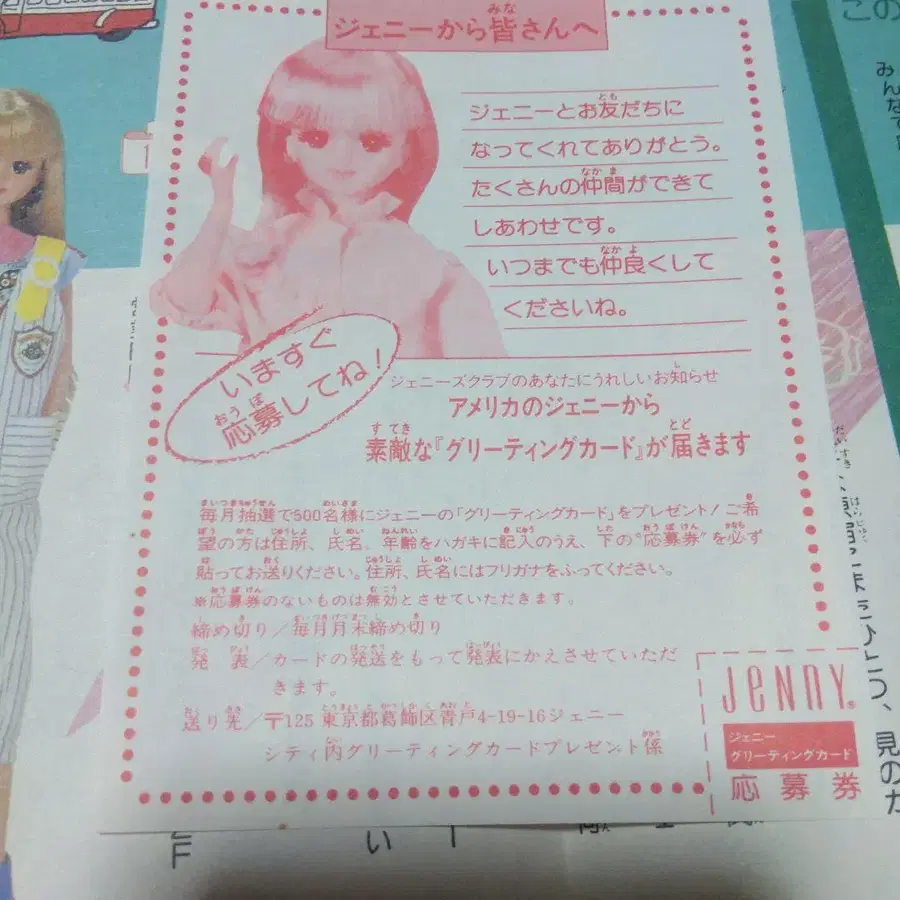 ジェニーから皆さんへ
ジェニーとお友だちに
なってくれてありがとう。
たくさんの仲間ができて
しあわせです。
いつまでも仲良くして
くださいね。
いますぐ
応募してね!
ジェニーズクラブのあなたにうれしいお知らせ
アメリカのジェニーから
素敵な『グリーティングカード』が届きます
毎月抽選で500名様にジェニーの「グリーティングカード」をプレゼント!ご希
望の方は住所、氏名、年齢をハガキに記入のうえ、下の"応募券"を必ず
貼ってお送りください。住所、氏名にはフリガナをふってください。
※応募券のないものは無効とさせていただきます。
締め切り/毎月月末締め切り
発表/カードの発送をもって発表にかえさせていただ
きます。
送り先/〒125 東京都葛飾区青戸4-19-16ジェニー
シティ内グリーティングカードプレゼント係
JeNNY®
ジェニー
グリーティングカード
応募券
この
みんな
見のが
い